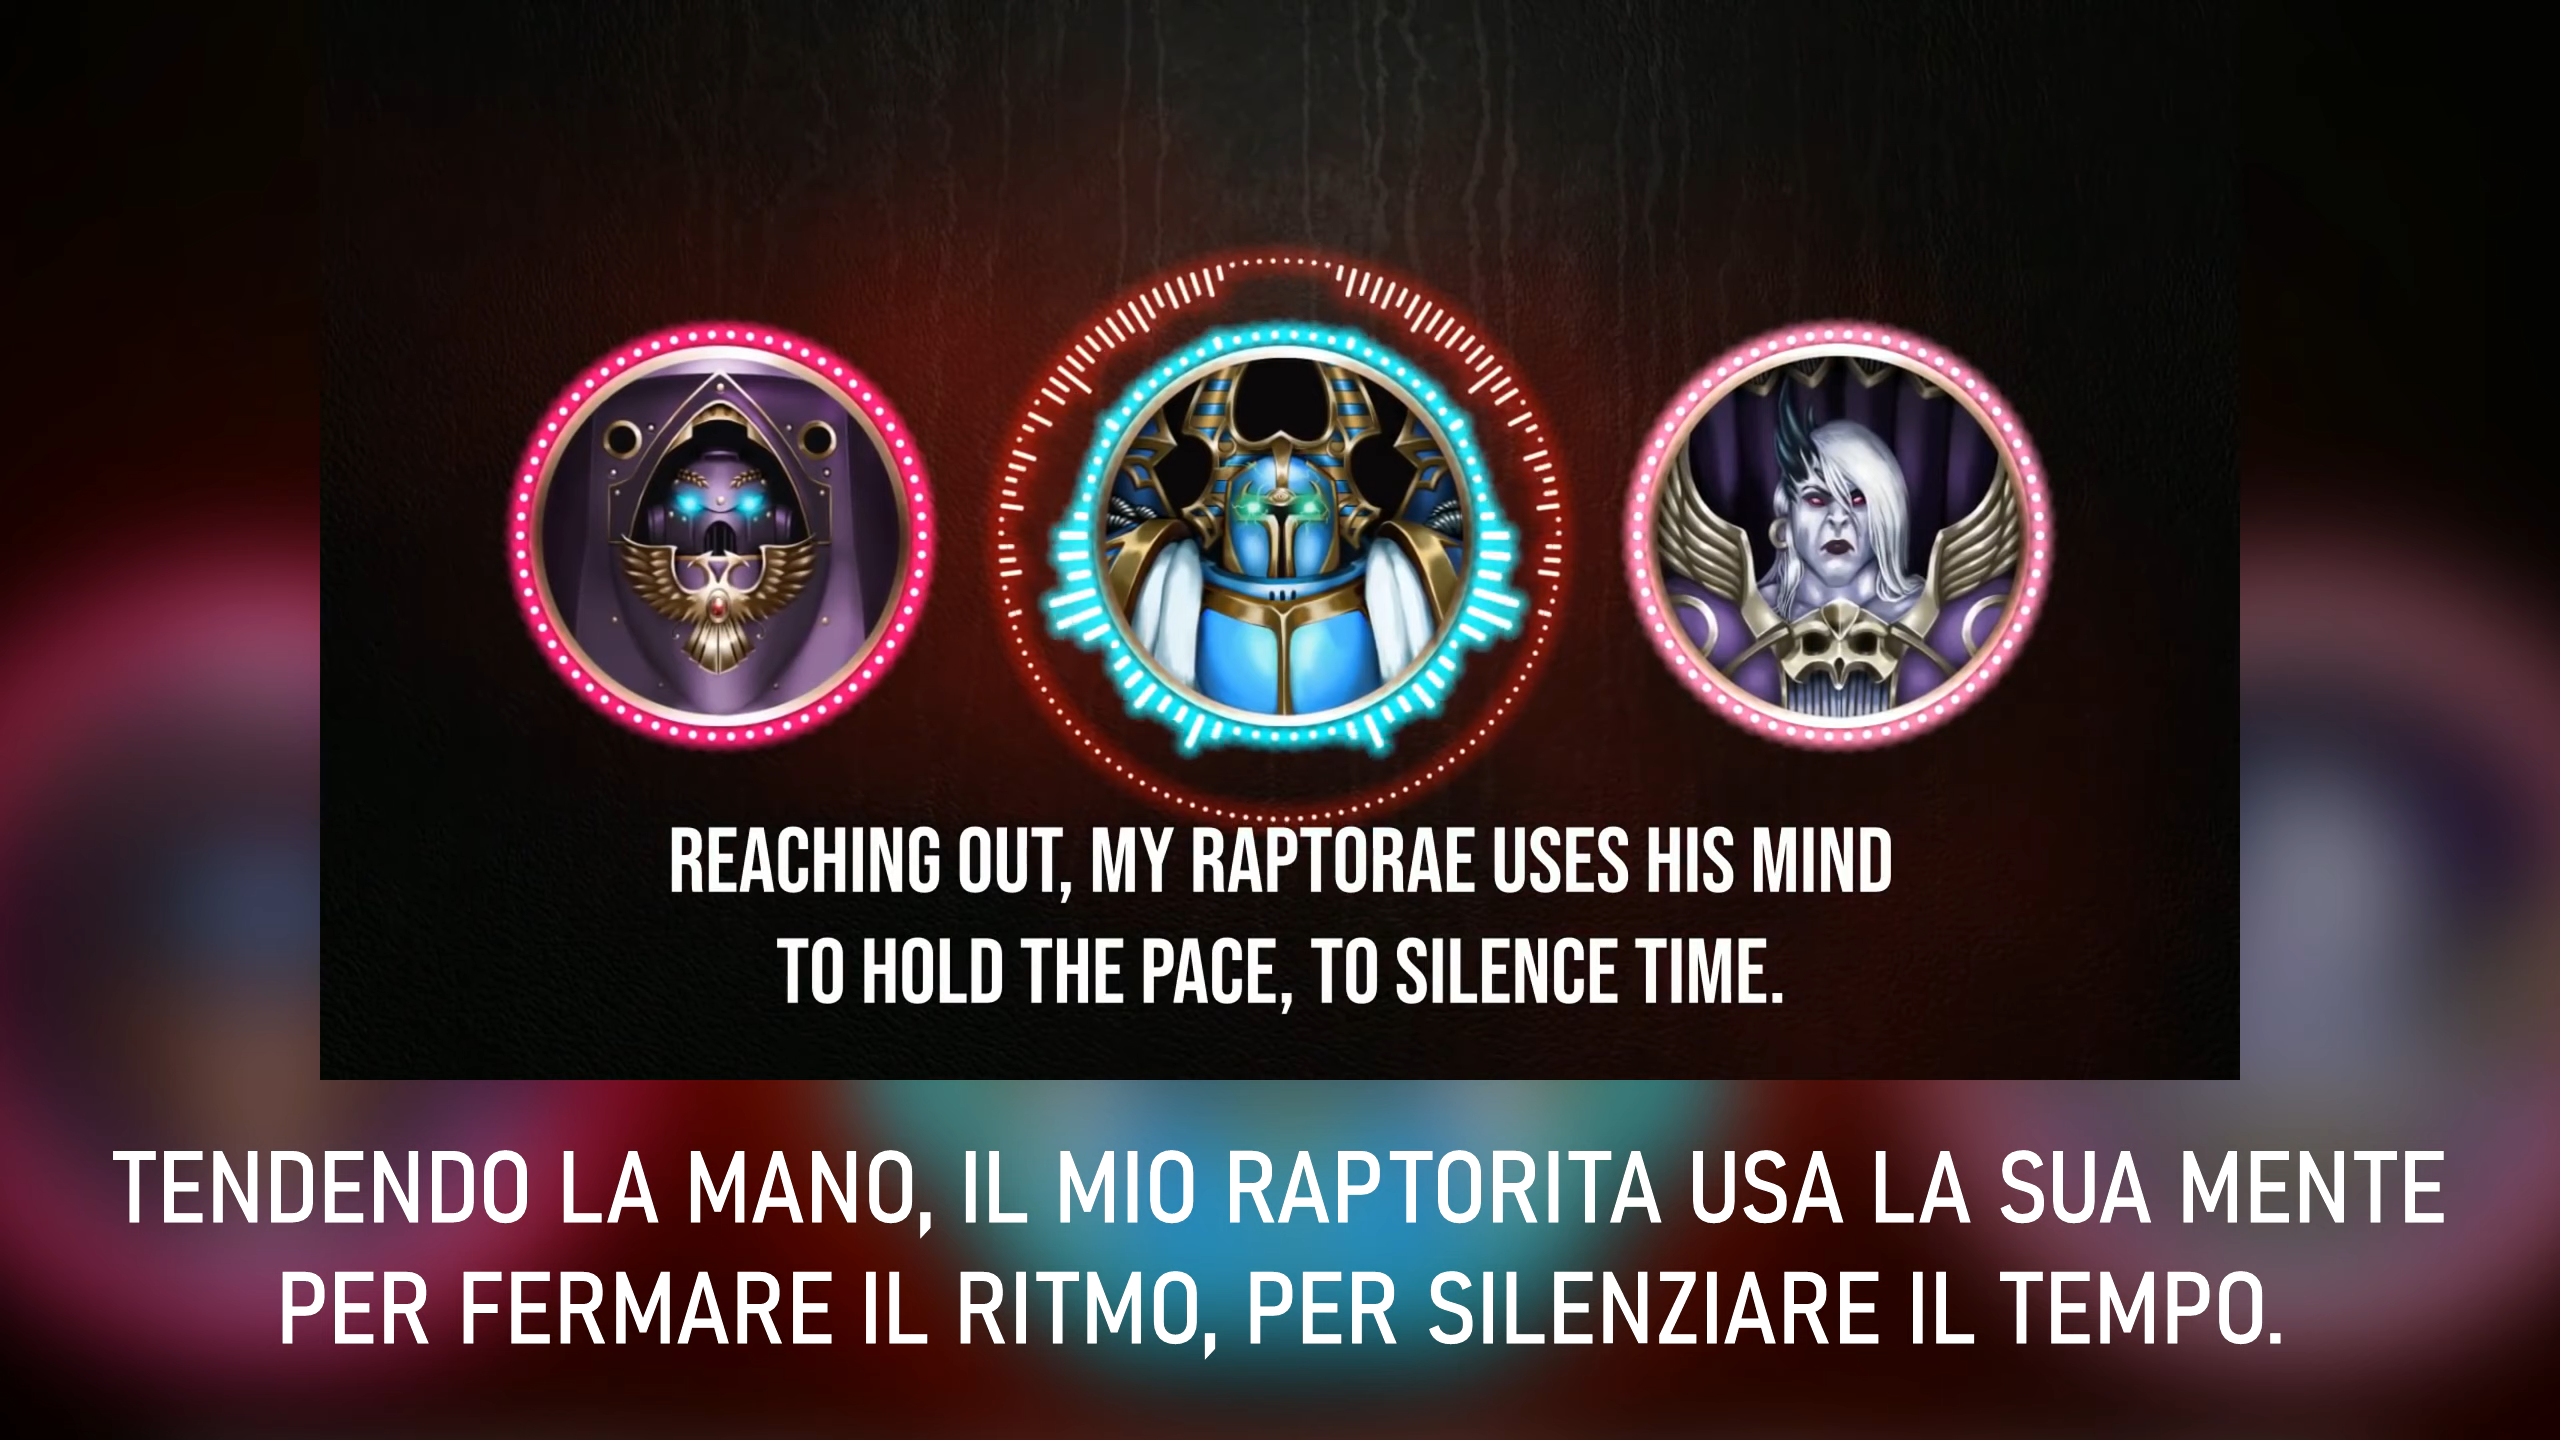 REACHING OUT, MY RAPTORAE USES HIS MIND
TO HOLD THE PACE, TO SILENCE TIME.
TENDENDO LA MANO, IL MIO RAPTORITA USA LA SUA MENTE
PER FERMARE IL RITMO, PER SILENZIARE IL TEMPO.